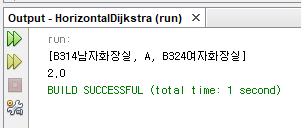 Output - HorizontalDijkstra (run)
run:
[B314남자화장실, A, B324여자화장실]
2.0
BUILD SUCCESSFUL (total time: 1 second)